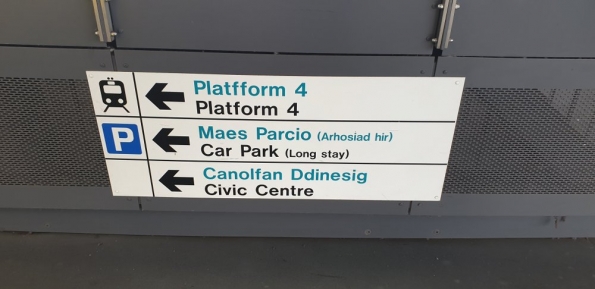 Platfform 4
Platform 4
P
Maes Parcio (Arhosiad hir)
Car Park (Long stay)
Canolfan Ddinesig
Civic Centre